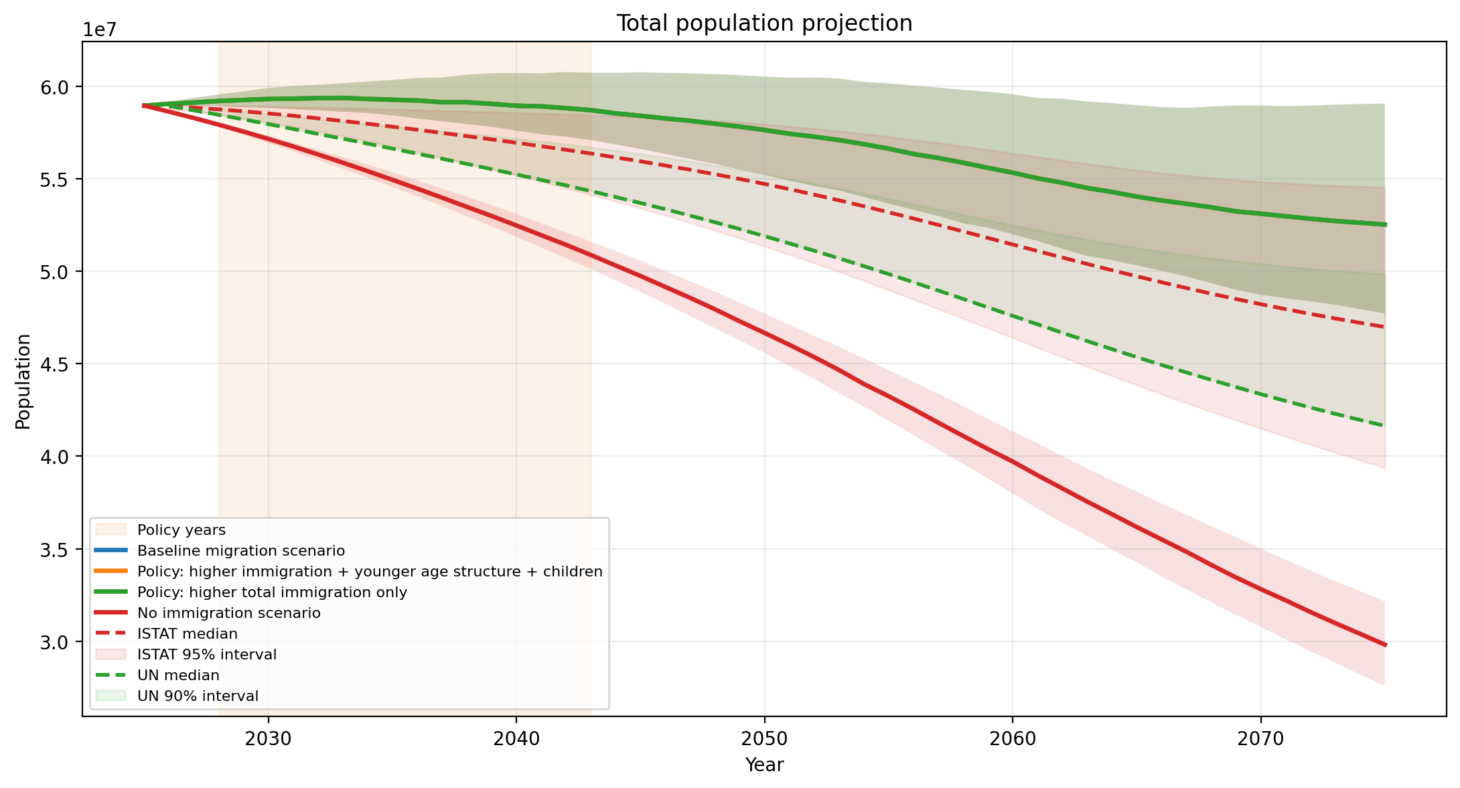 Total population projection
1e7
6.0
5.5
5.0
4.5
4.0
3.5
3.0
Population
Policy years
Baseline migration scenario
Policy: higher immigration + younger age structure + children
Policy: higher total immigration only
No immigration scenario
ISTAT median
ISTAT 95% interval
UN median
UN 90% interval
2030 2040 2050 2060 2070
Year